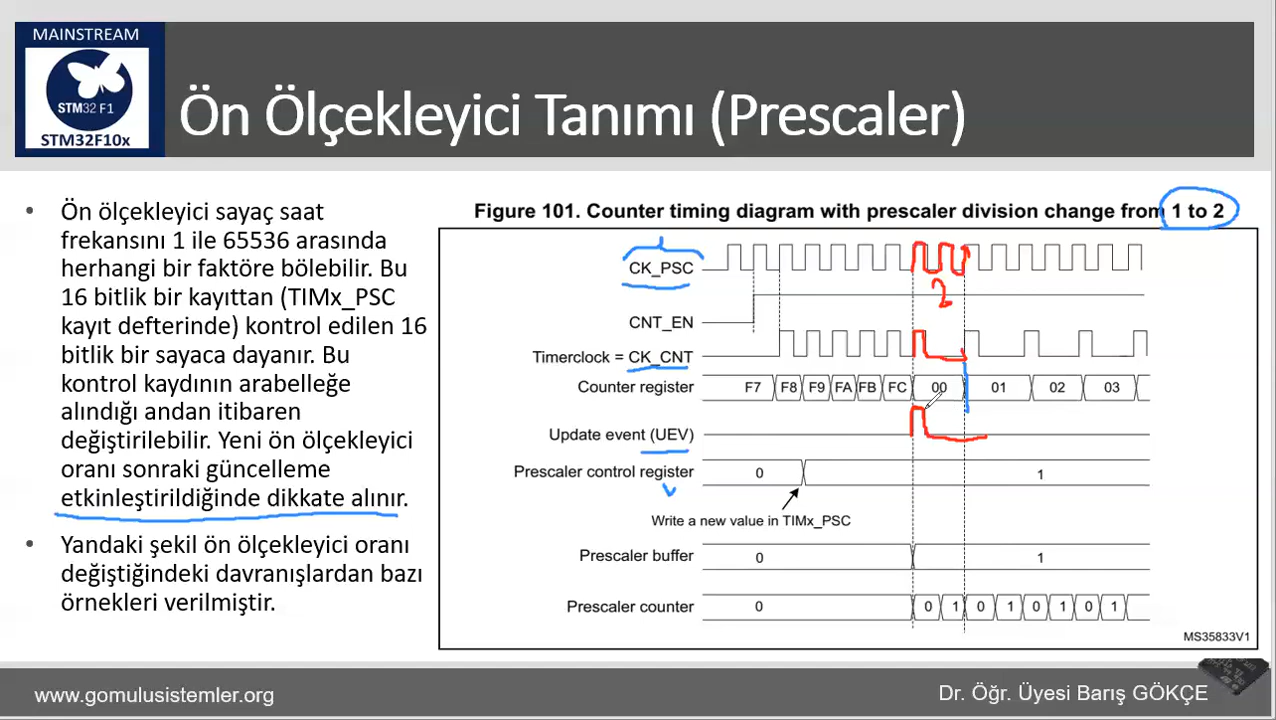 MAINSTREAM
STM32 F1
STM32F10x
Ön Ölçekleyici Tanımı (Prescaler)
• Ön ölçekleyici sayaç saat
frekansını 1 ile 65536 arasında
herhangi bir faktöre bölebilir. Bu
16 bitlik bir kayıttan (TIMx_PSC
kayıt defterinde) kontrol edilen 16
bitlik bir sayaca dayanır. Bu
kontrol kaydının arabelleğe
alındığı andan itibaren
değiştirilebilir. Yeni ön ölçekleyici
oranı sonraki güncelleme
etkinleştirildiğinde dikkate alınır.
• Yandaki şekil ön ölçekleyici oranı
değiştiğindeki davranışlardan bazı
örnekleri verilmiştir.
Figure 101. Counter timing diagram with prescaler division change from 1 to 2
CK_PSC
2
CNT_EN
Timerclock = CK_CNT
Counter register F7 F8 F9 FA FB FC 00 01 02 03
Update event (UEV)
Prescaler control register 0 1
Write a new value in TIMx_PSC
Prescaler buffer 0 1
Prescaler counter 0 0 1 0 1 0 1 0 1
MS35833V1
www.gomulusistemler.org
Dr. Öğr. Üyesi Barış GÖKÇE